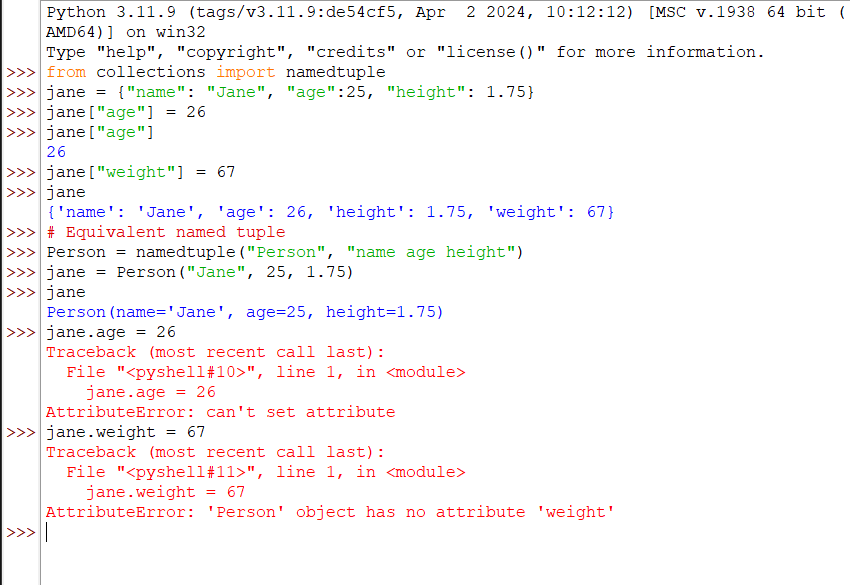 Python 3.11.9 (tags/v3.11.9:de54cf5, Apr  2 2024, 10:12:12) [MSC v.1938 64 bit (
AMD64)] on win32
Type "help", "copyright", "credits" or "license()" for more information.
>>> from collections import namedtuple
>>> jane = {"name": "Jane", "age":25, "height": 1.75}
>>> jane["age"] = 26
>>> jane["age"]
26
>>> jane["weight"] = 67
>>> jane
{'name': 'Jane', 'age': 26, 'height': 1.75, 'weight': 67}
>>> # Equivalent named tuple
>>> Person = namedtuple("Person", "name age height")
>>> jane = Person("Jane", 25, 1.75)
>>> jane
Person(name='Jane', age=25, height=1.75)
>>> jane.age = 26
Traceback (most recent call last):
  File "<pyshell#10>", line 1, in <module>
    jane.age = 26
AttributeError: can't set attribute
>>> jane.weight = 67
Traceback (most recent call last):
  File "<pyshell#11>", line 1, in <module>
    jane.weight = 67
AttributeError: 'Person' object has no attribute 'weight'
>>>